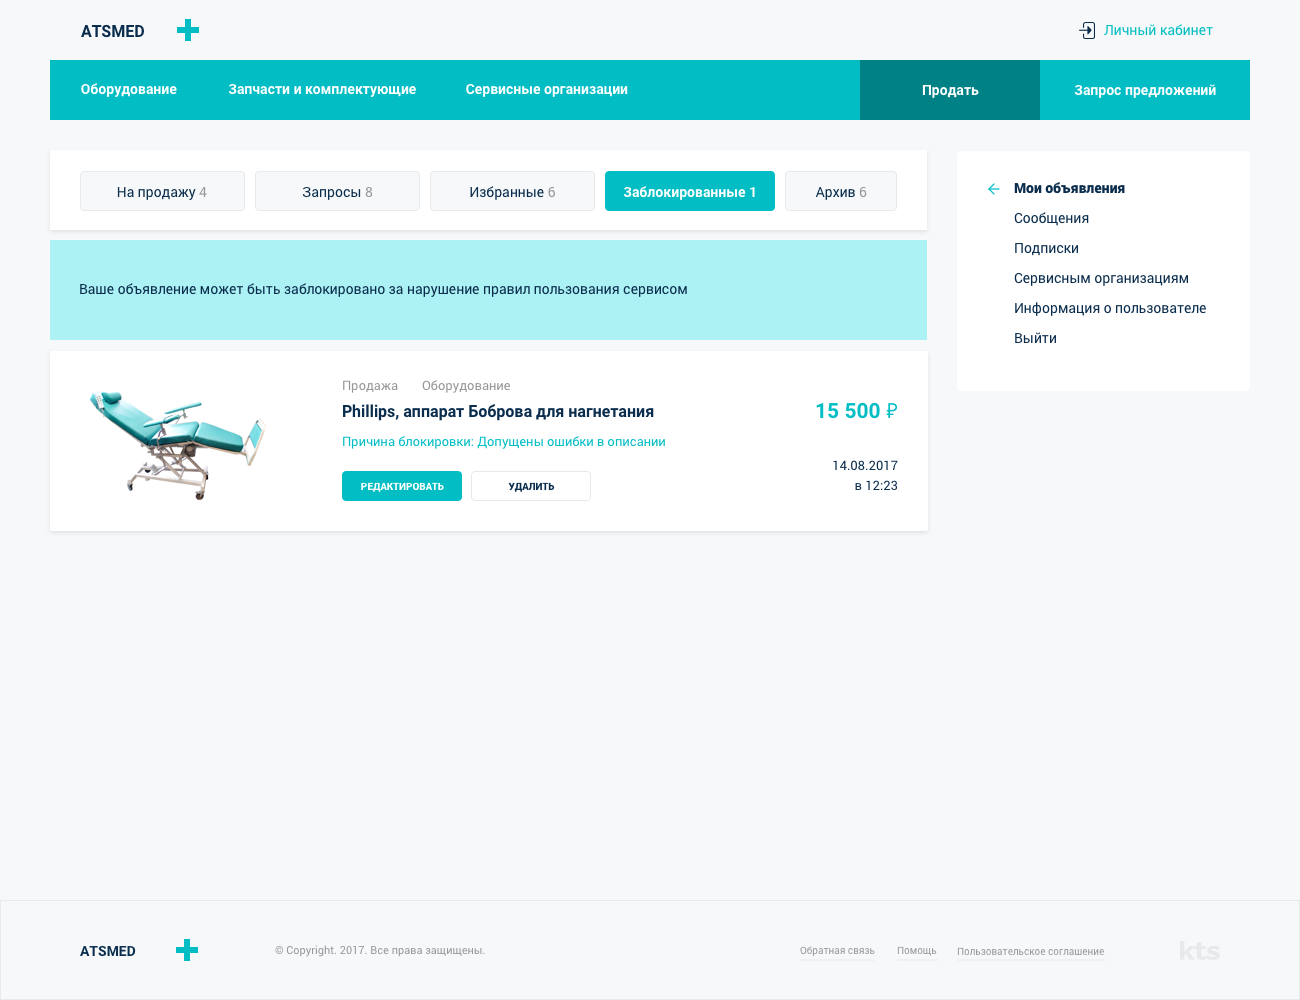 ATSMED
Личный кабинет
Оборудование
Запчасти и комплектующие
Сервисные организации
Продать
Запрос предложений
На продажу 4
Запросы 8
Избранные 6
Заблокированные 1
Архив 6
Мои объявления
Сообщения
Подписки
Сервисным организациям
Информация о пользователе
Выйти
Ваше объявление может быть заблокировано за нарушение правил пользования сервисом
Продажа Оборудование
Phillips, аппарат Боброва для нагнетания
15 500 ₽
Причина блокировки: Допущены ошибки в описании
14.08.2017
в 12:23
РЕДАКТИРОВАТЬ
УДАЛИТЬ
ATSMED
© Copyright. 2017. Все права защищены.
Обратная связь
Помощь
Пользовательское соглашение
kts